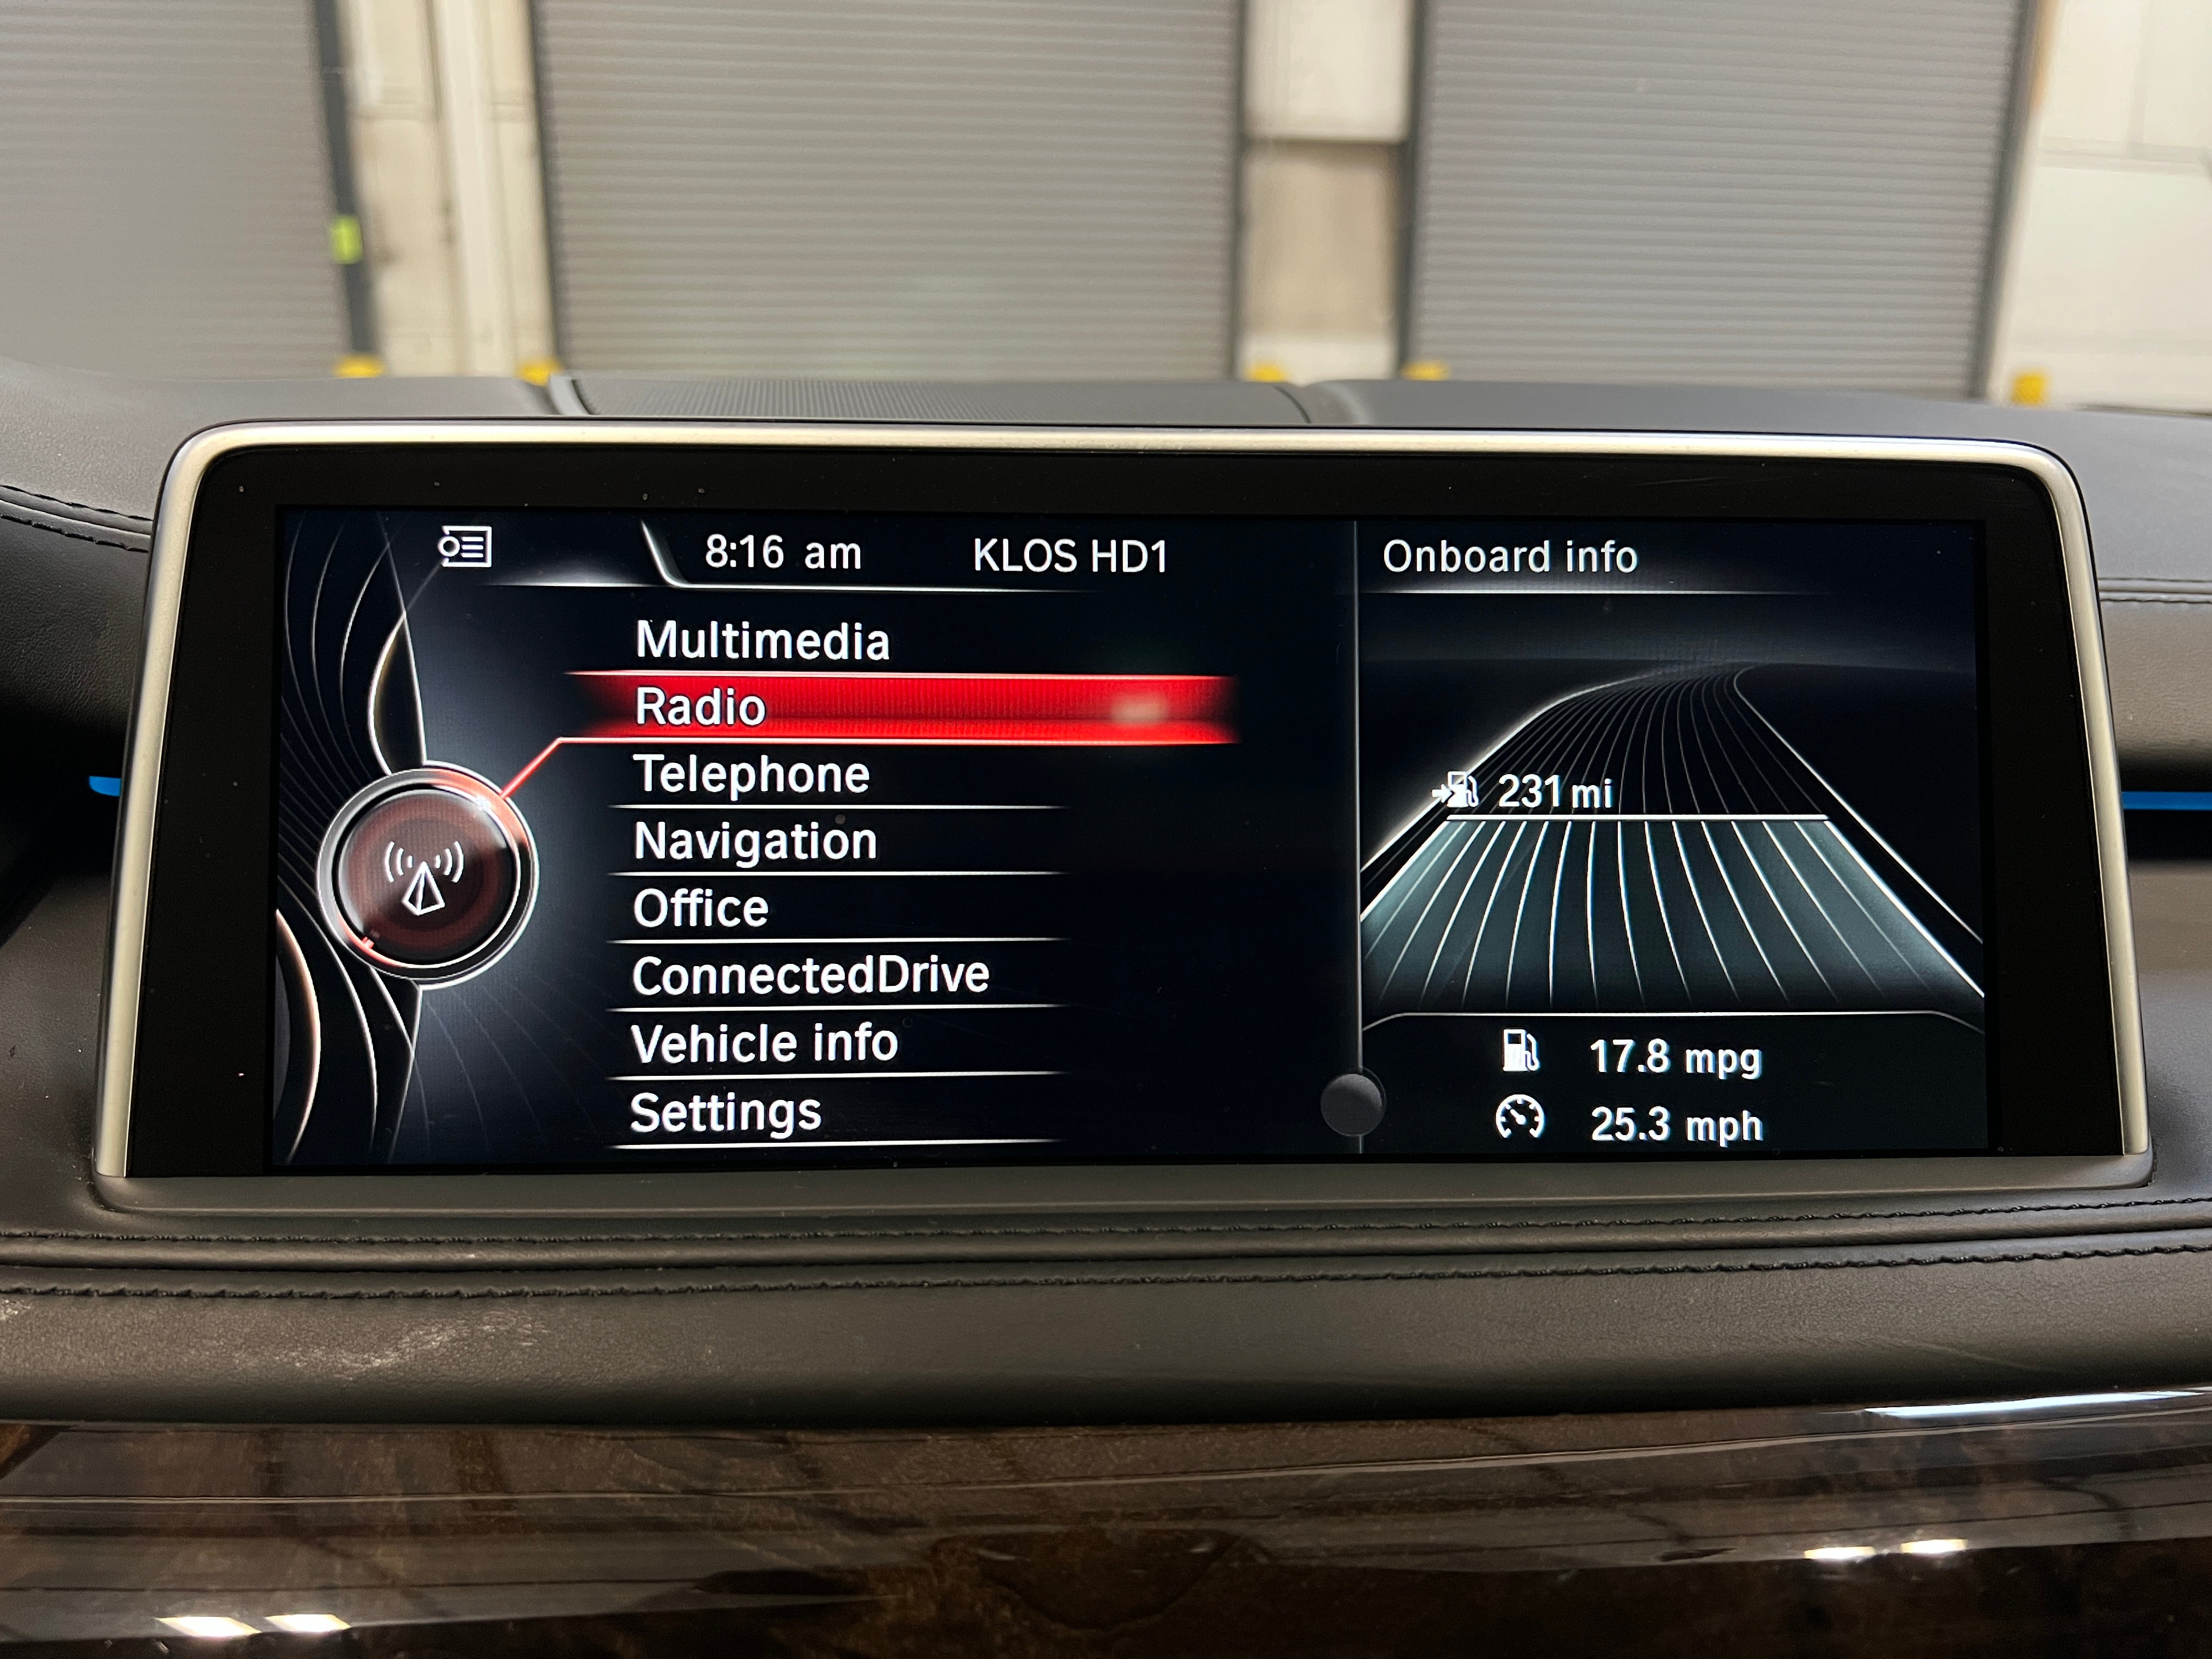 8:16 am KLOS HD1 Onboard info
Multimedia
Radio
Telephone
Navigation
Office
ConnectedDrive
Vehicle info
Settings
231 mi
17.8 mpg
25.3 mph